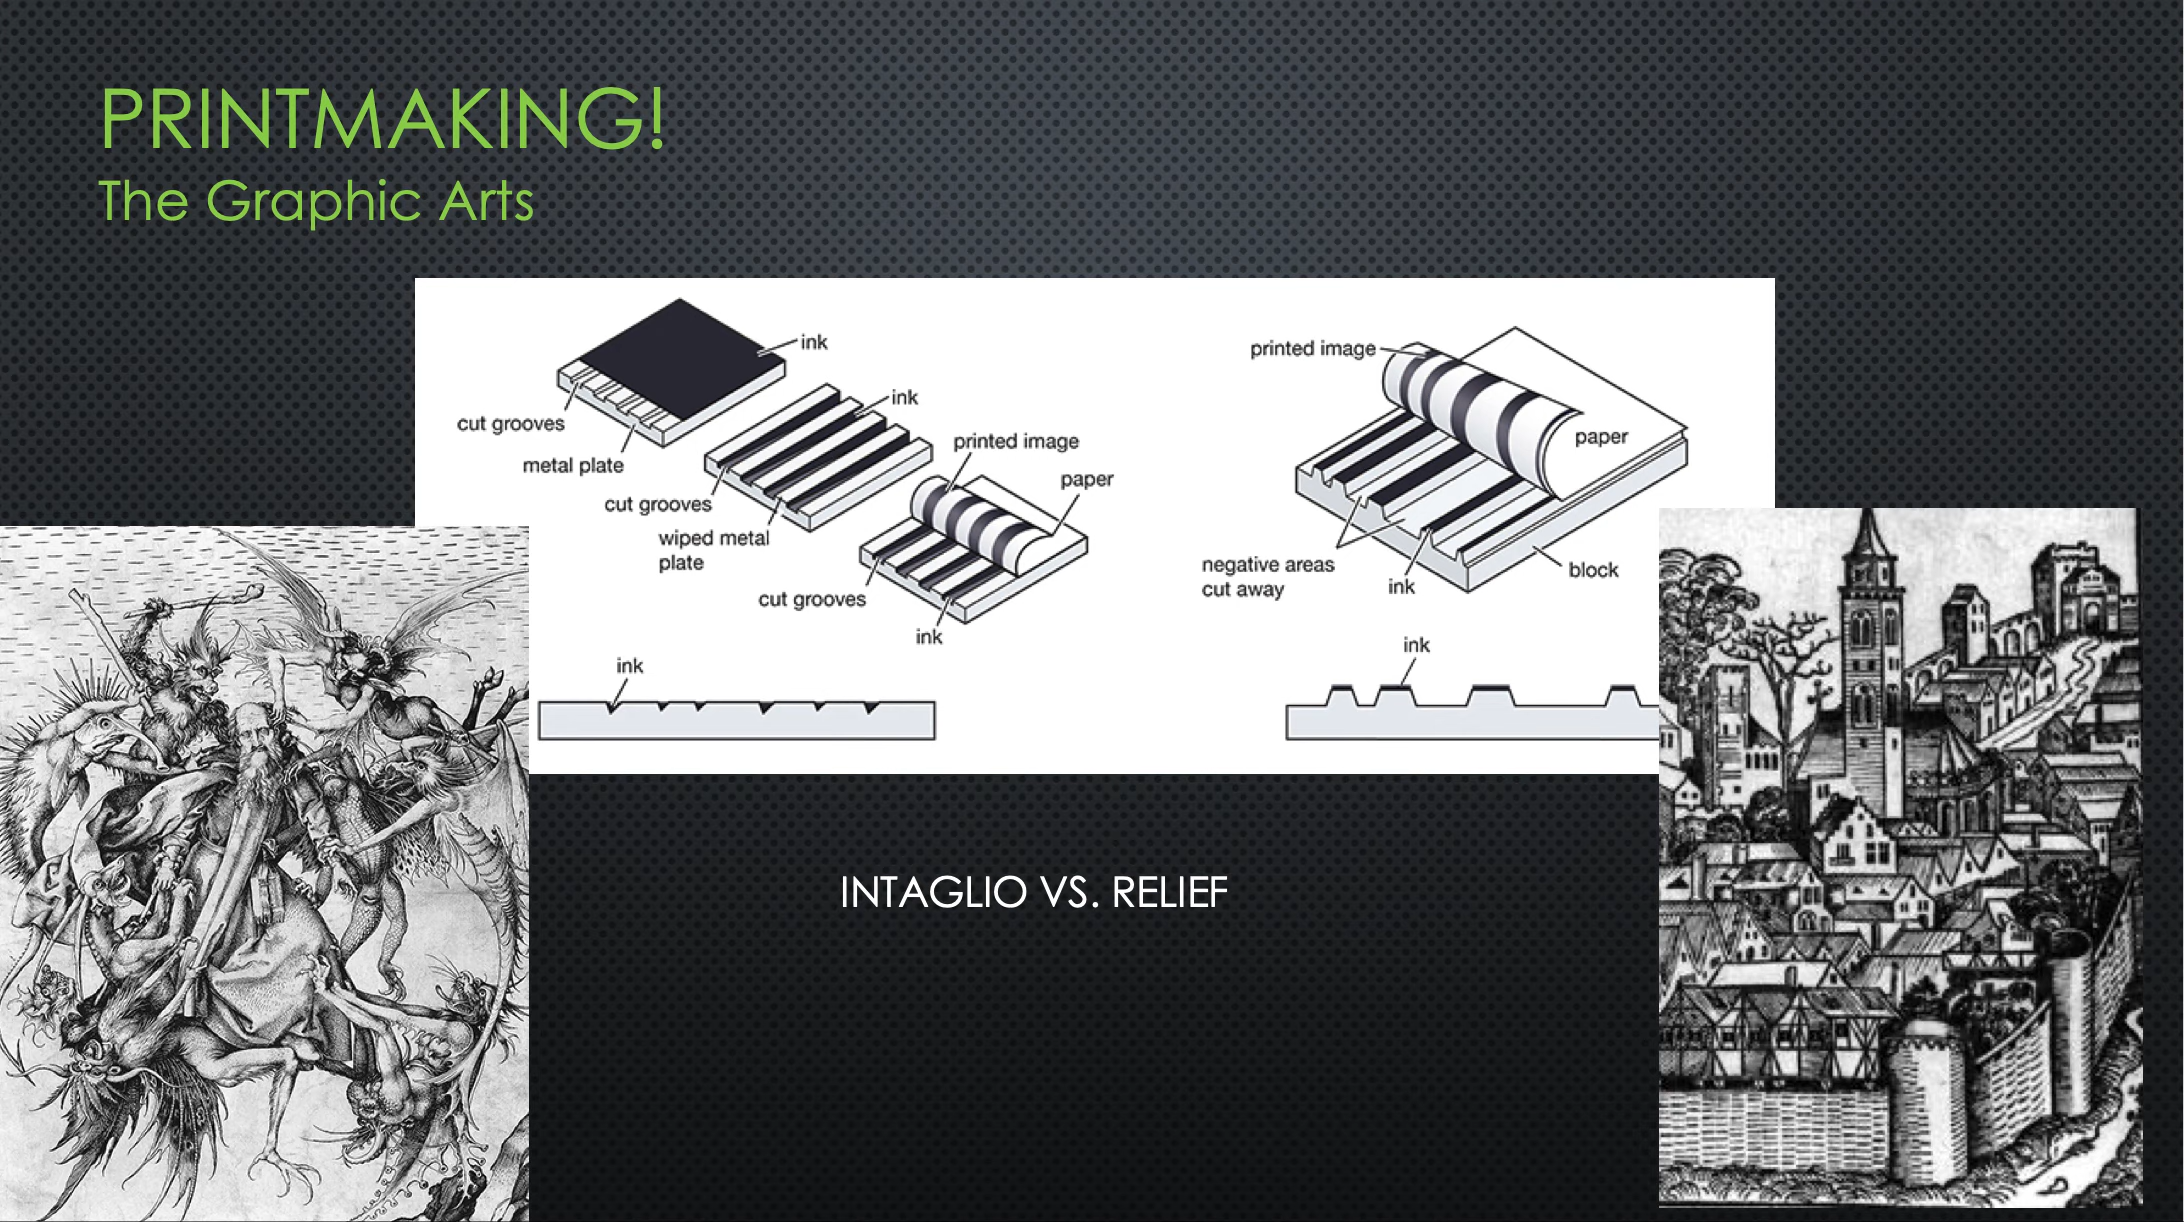 PRINTMAKING!
The Graphic Arts
ink
cut grooves
metal plate
ink
cut grooves
wiped metal
plate
printed image
paper
cut grooves
ink
ink
printed image
paper
negative areas
cut away
ink
block
ink
INTAGLIO VS. RELIEF